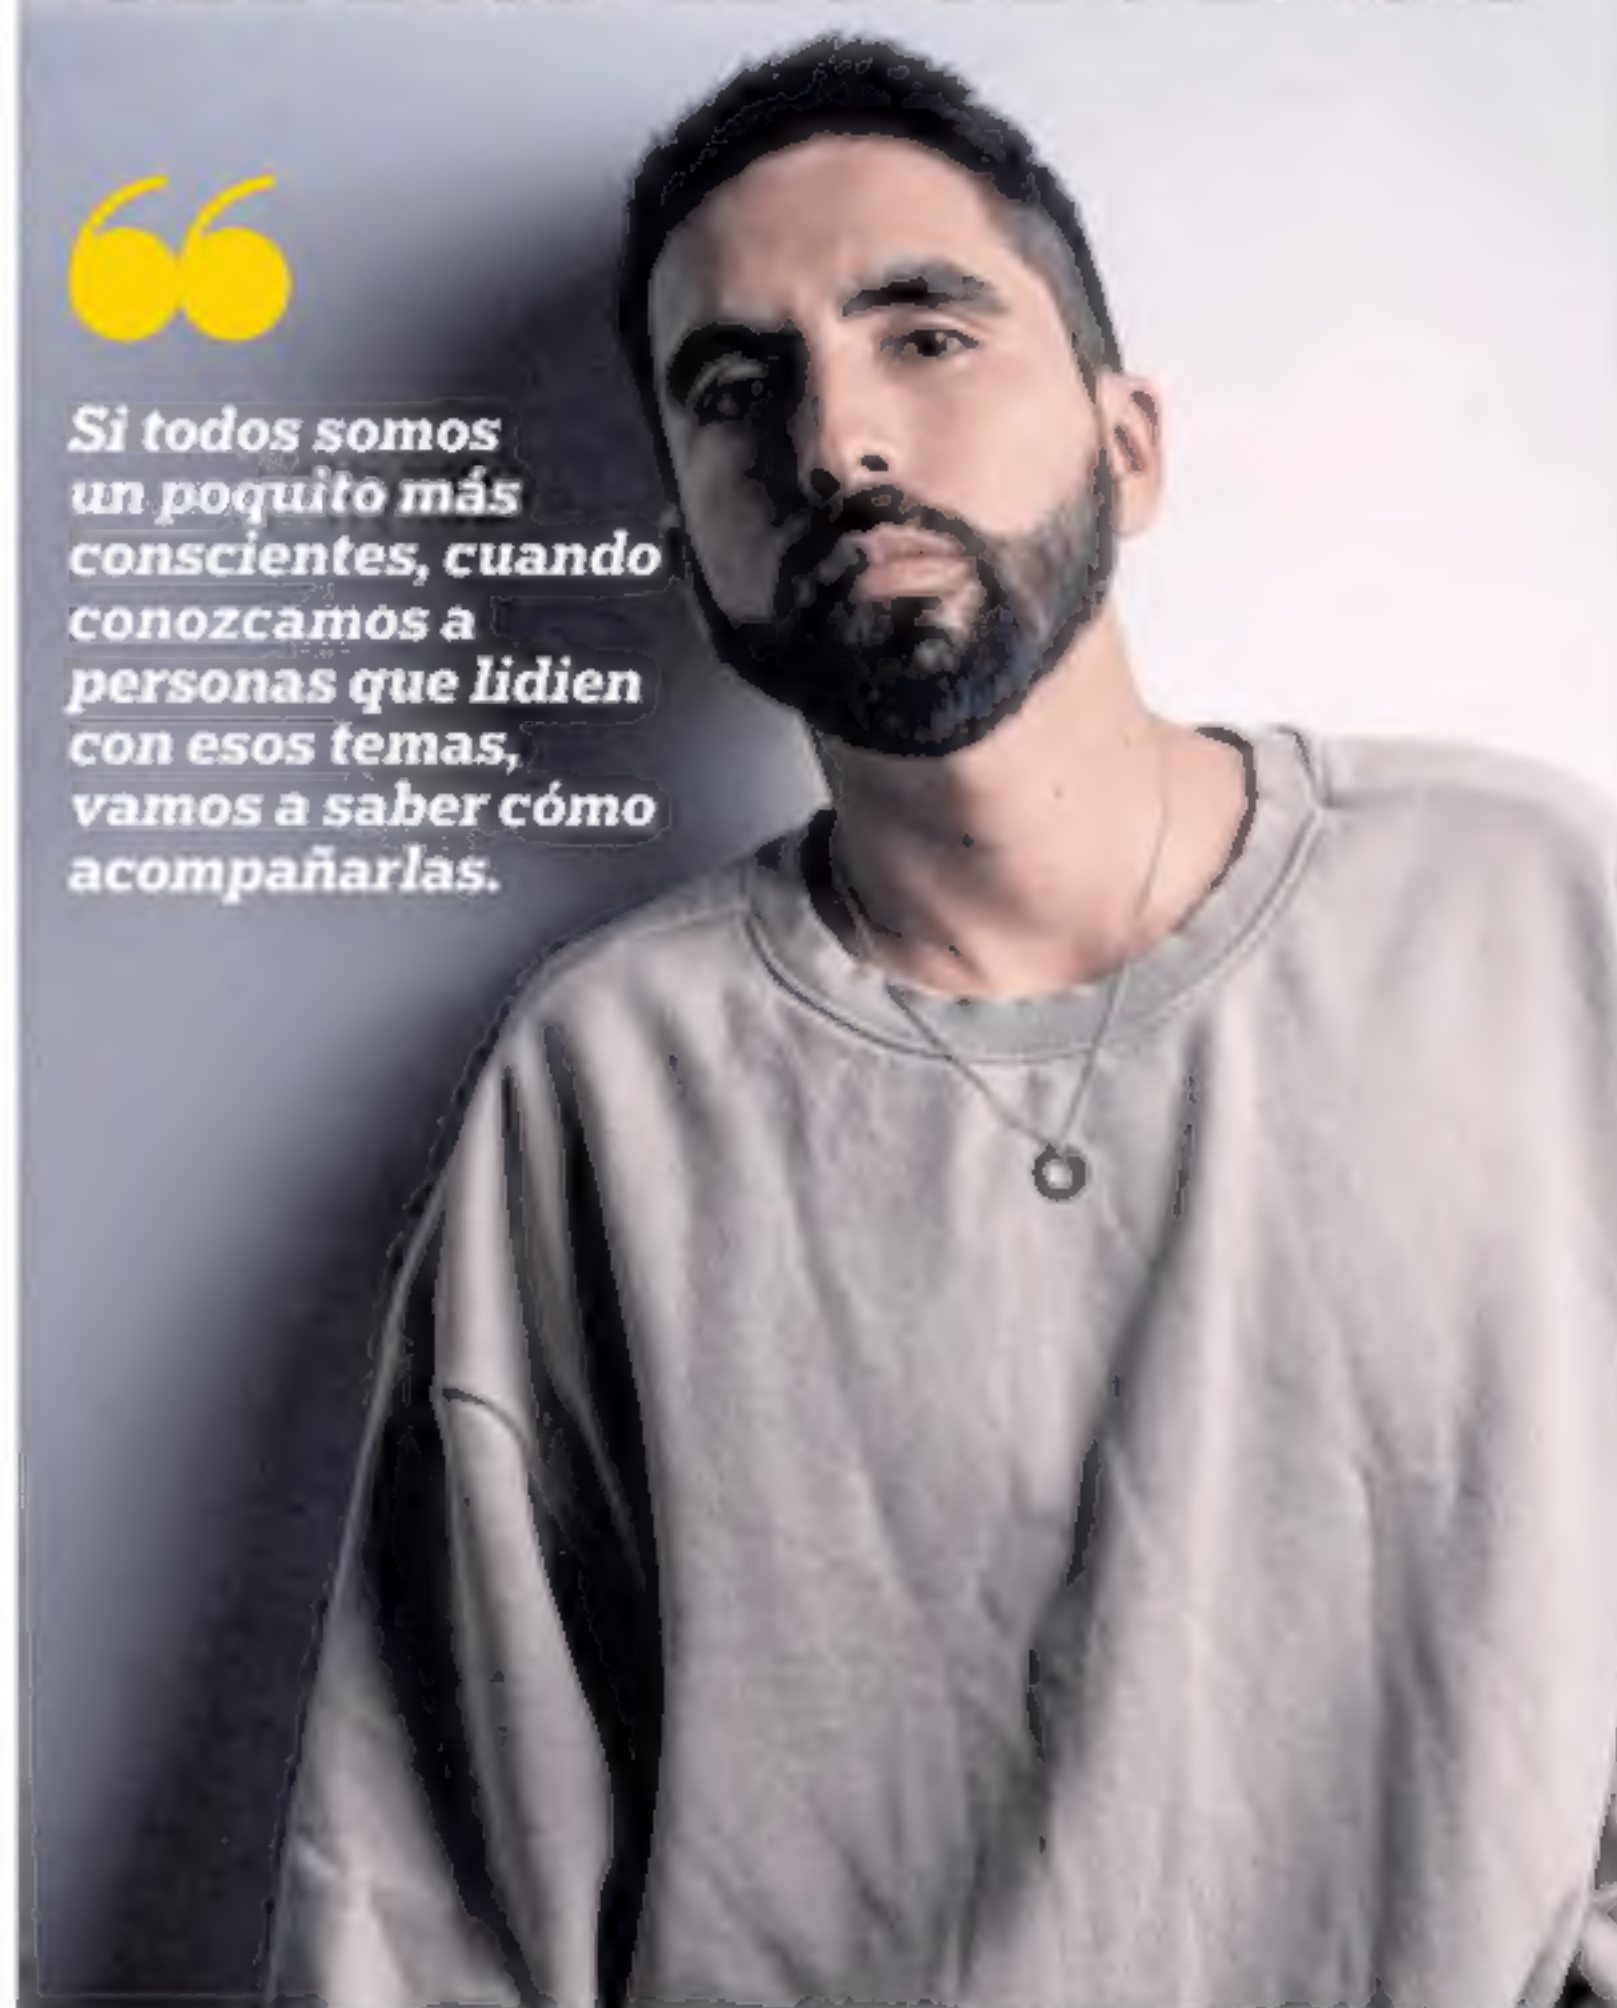 Si todos somos
un poquito más
conscientes, cuando
conozcamos a
personas que lidien
con esos temas,
vamos a saber cómo
acompañarlas.